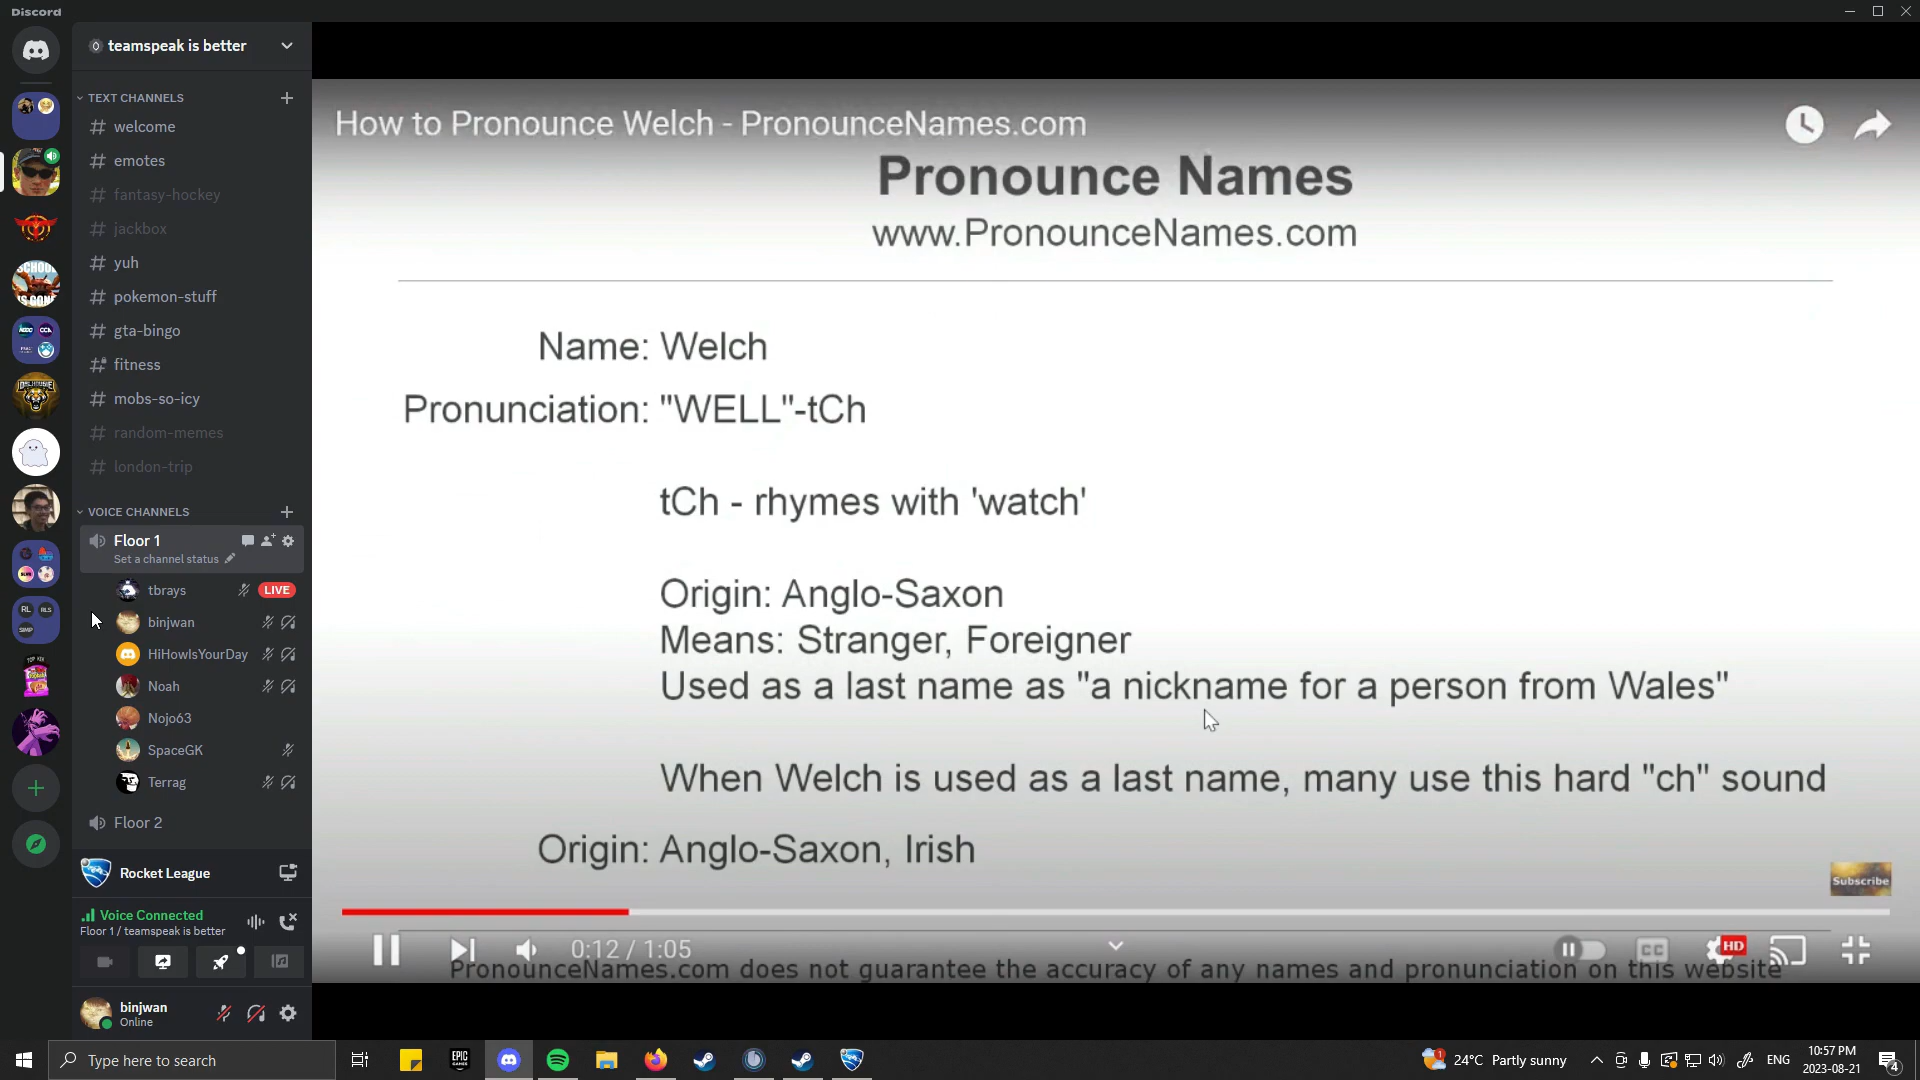 Discord
teamspeak is better
TEXT CHANNELS
welcome
emotes
fantasy-hockey
jackbox
yuh
pokemon-stuff
gta-bingo
fitness
mobs-so-icy
random-memes
london-trip
VOICE CHANNELS
Floor 1
Set a channel status
tbrays LIVE
binjwan
HiHowIsYourDay
Noah
Nojo63
SpaceGK
Terrag
Floor 2
Rocket League
Voice Connected
Floor 1 / teamspeak is better
binjwan
Online
How to Pronounce Welch - PronounceNames.com
Pronounce Names
www.PronounceNames.com
Name: Welch
Pronunciation: "WELL"-tCh
tCh - rhymes with 'watch'
Origin: Anglo-Saxon
Means: Stranger, Foreigner
Used as a last name as "a nickname for a person from Wales"
When Welch is used as a last name, many use this hard "ch" sound
Origin: Anglo-Saxon, Irish
Subscribe
0:12 / 1:05
CC
HD
PronounceNames.com does not guarantee the accuracy of any names and pronunciation on this website
Type here to search
EPIC GAMES
1
24°C Partly sunny
ENG
10:57 PM
2023-08-21
4